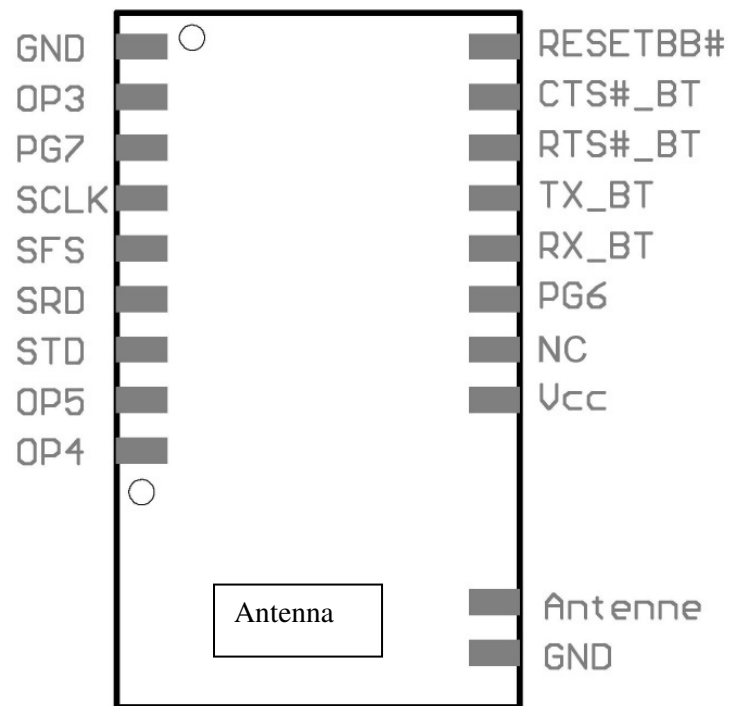 GND
OP3
PG7
SCLK
SFS
SRD
STD
OP5
OP4
RESETBB#
CTS#_BT
RTS#_BT
TX_BT
RX_BT
PG6
NC
Vcc
Antenna
Antenne
GND